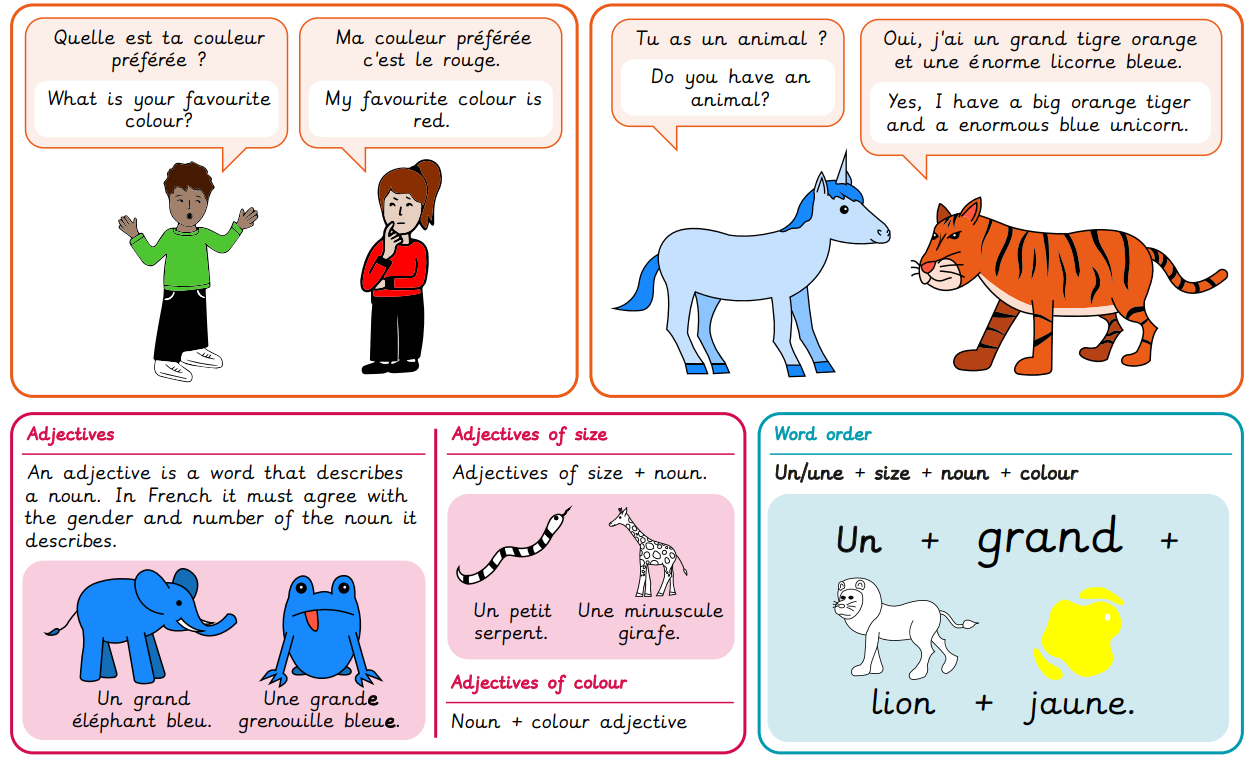 Quelle est ta couleur
préférée ?
What is your favourite
colour?
Ma couleur préférée
c'est le rouge.
My favourite colour is
red.
Tu as un animal ?
Do you have an
animal?
Oui, j'ai un grand tigre orange
et une énorme licorne bleue.
Yes, I have a big orange tiger
and a enormous blue unicorn.
Adjectives
An adjective is a word that describes
a noun. In French it must agree with
the gender and number of the noun it
describes.
Un grand
éléphant bleu.
Une grande
grenouille bleue.
Adjectives of size
Adjectives of size + noun.
Un petit
serpent.
Une minuscule
girafe.
Adjectives of colour
Noun + colour adjective
Word order
Un/une + size + noun + colour
Un + grand +
lion + jaune.